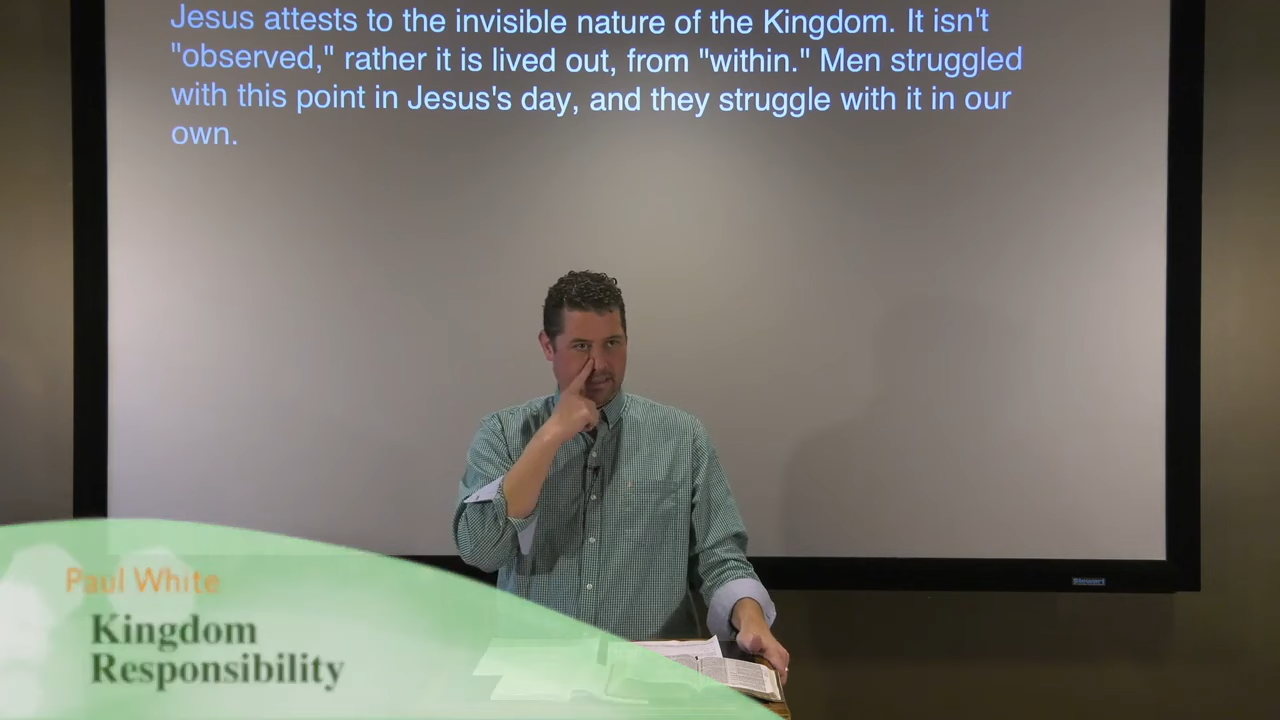 Jesus attests to the invisible nature of the Kingdom. It isn't
"observed," rather it is lived out, from "within." Men struggled
with this point in Jesus's day, and they struggle with it in our
own.
Stewart
Paul White
Kingdom
Responsibility